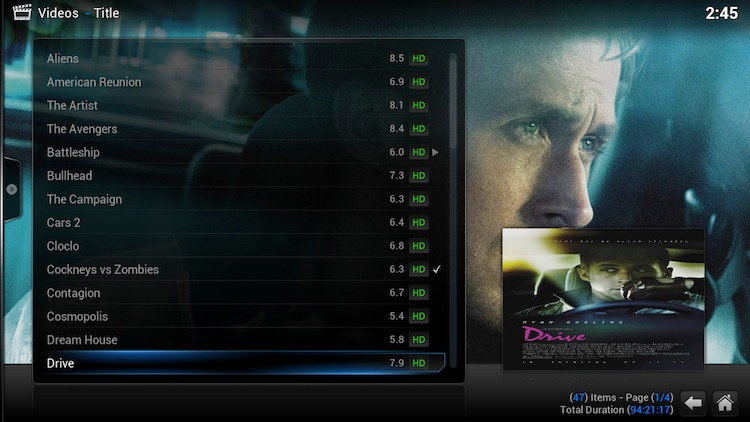 Videos - Title
2:45
Aliens 8.5 HD
American Reunion 6.9 HD
The Artist 8.1 HD
The Avengers 8.4 HD
Battleship 6.0 HD
Bullhead 7.3 HD
The Campaign 6.3 HD
Cars 2 6.4 HD
Cloclo 6.8 HD
Cockneys vs Zombies 6.3 HD
Contagion 6.7 HD
Cosmopolis 5.4 HD
Dream House 5.8 HD
Drive 7.9 HD
RYAN GOSLING
Drive
(47) Items - Page (1/4)
Total Duration (94:21:17)